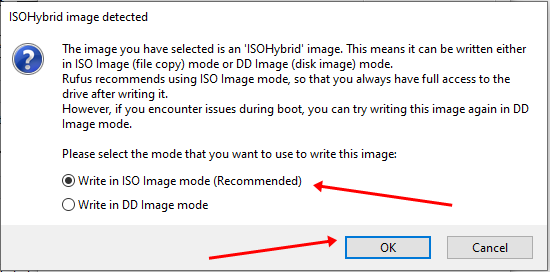 ISOHybrid image detected
The image you have selected is an 'ISOHybrid' image. This means it can be written either
in ISO Image (file copy) mode or DD Image (disk image) mode.
Rufus recommends using ISO Image mode, so that you always have full access to the
drive after writing it.
However, if you encounter issues during boot, you can try writing this image again in DD
Image mode.
Please select the mode that you want to use to write this image:
Write in ISO Image mode (Recommended)
Write in DD Image mode
OK
Cancel